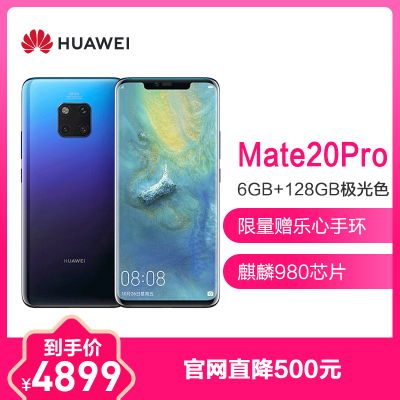 HUAWEI
Mate20Pro
6GB+128GB极光色
限量赠乐心手环
麒麟980芯片
HUAWEI
08:08
到手价
¥4899
官网直降500元